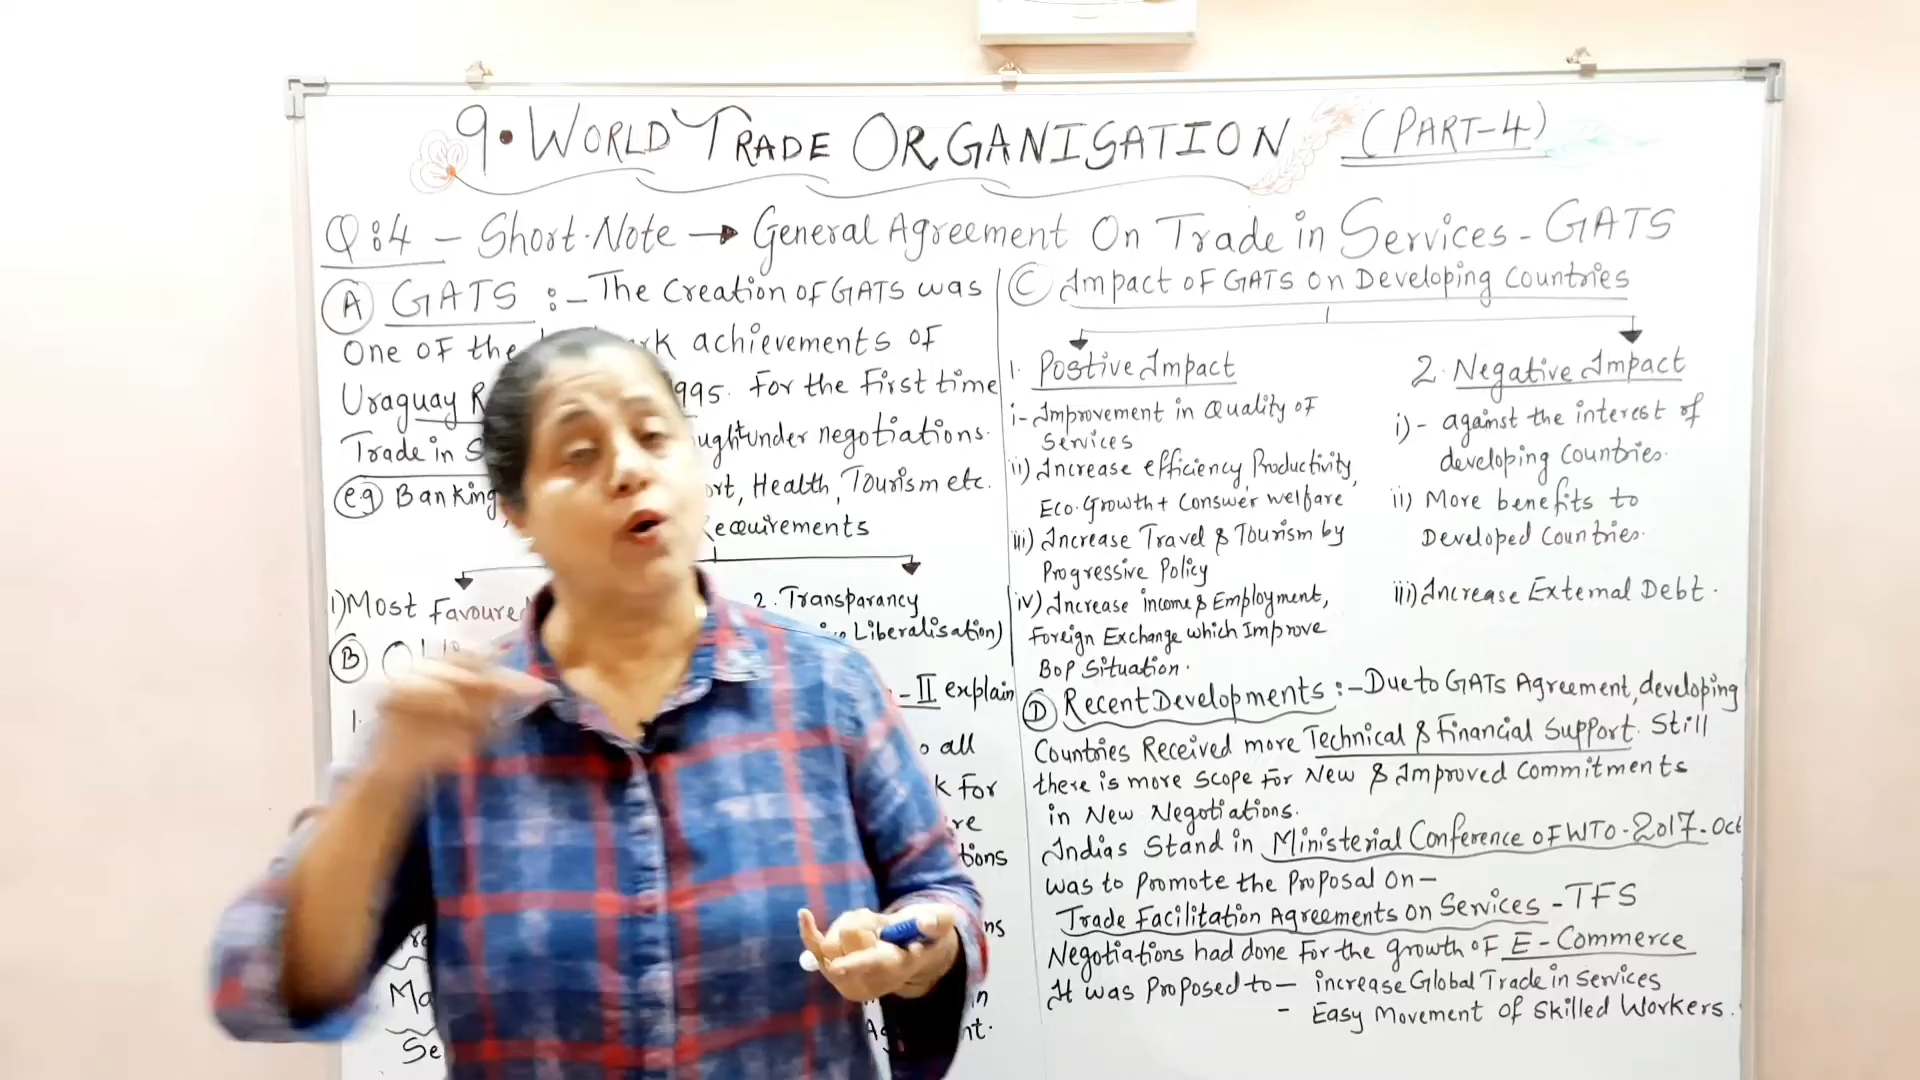 9. WORLD TRADE ORGANISATION (PART-4)
Q:4 - Short-Note → General Agreement On Trade in Services - GATS
A GATS :- The creation of GATS was
One of the achievements of
Uraguay 995. For the first time
Trade in under negotiations.
e.g Banking, Health, Tourism etc.
Requirements
1) Most Favoured
2. Transparancy
Liberalisation)
B
1.
- II explain
all
For
in
C Impact of GATS on Developing Countries
1. Postive Impact
i- Improvement in Quality of
Services
ii) Increase efficiency Productivity,
Eco. Growth + Conswer welfare
iii) Increase Travel & Tourism by
Progressive Policy
iv) Increase income & Employment,
Foreign Exchange which Improve
BoP Situation.
2. Negative Impact
i) - against the interest of
developing Countries.
ii) More benefits to
Developed Countries.
iii) Increase External Debt.
D Recent Developments :- Due to GATs Agreement, developing
Countries Received more Technical & Financial Support. Still
there is more scope for New & Improved Commitments
in New Negotiations.
Indias Stand in Ministerial Conference of WTO - 2017 - Oct
was to promote the proposal on —
Trade Facilitation Agreements on Services - TFS
Negotiations had done for the growth of E-Commerce
It was Proposed to — increase Global Trade in Services
- Easy Movement of Skilled Workers.